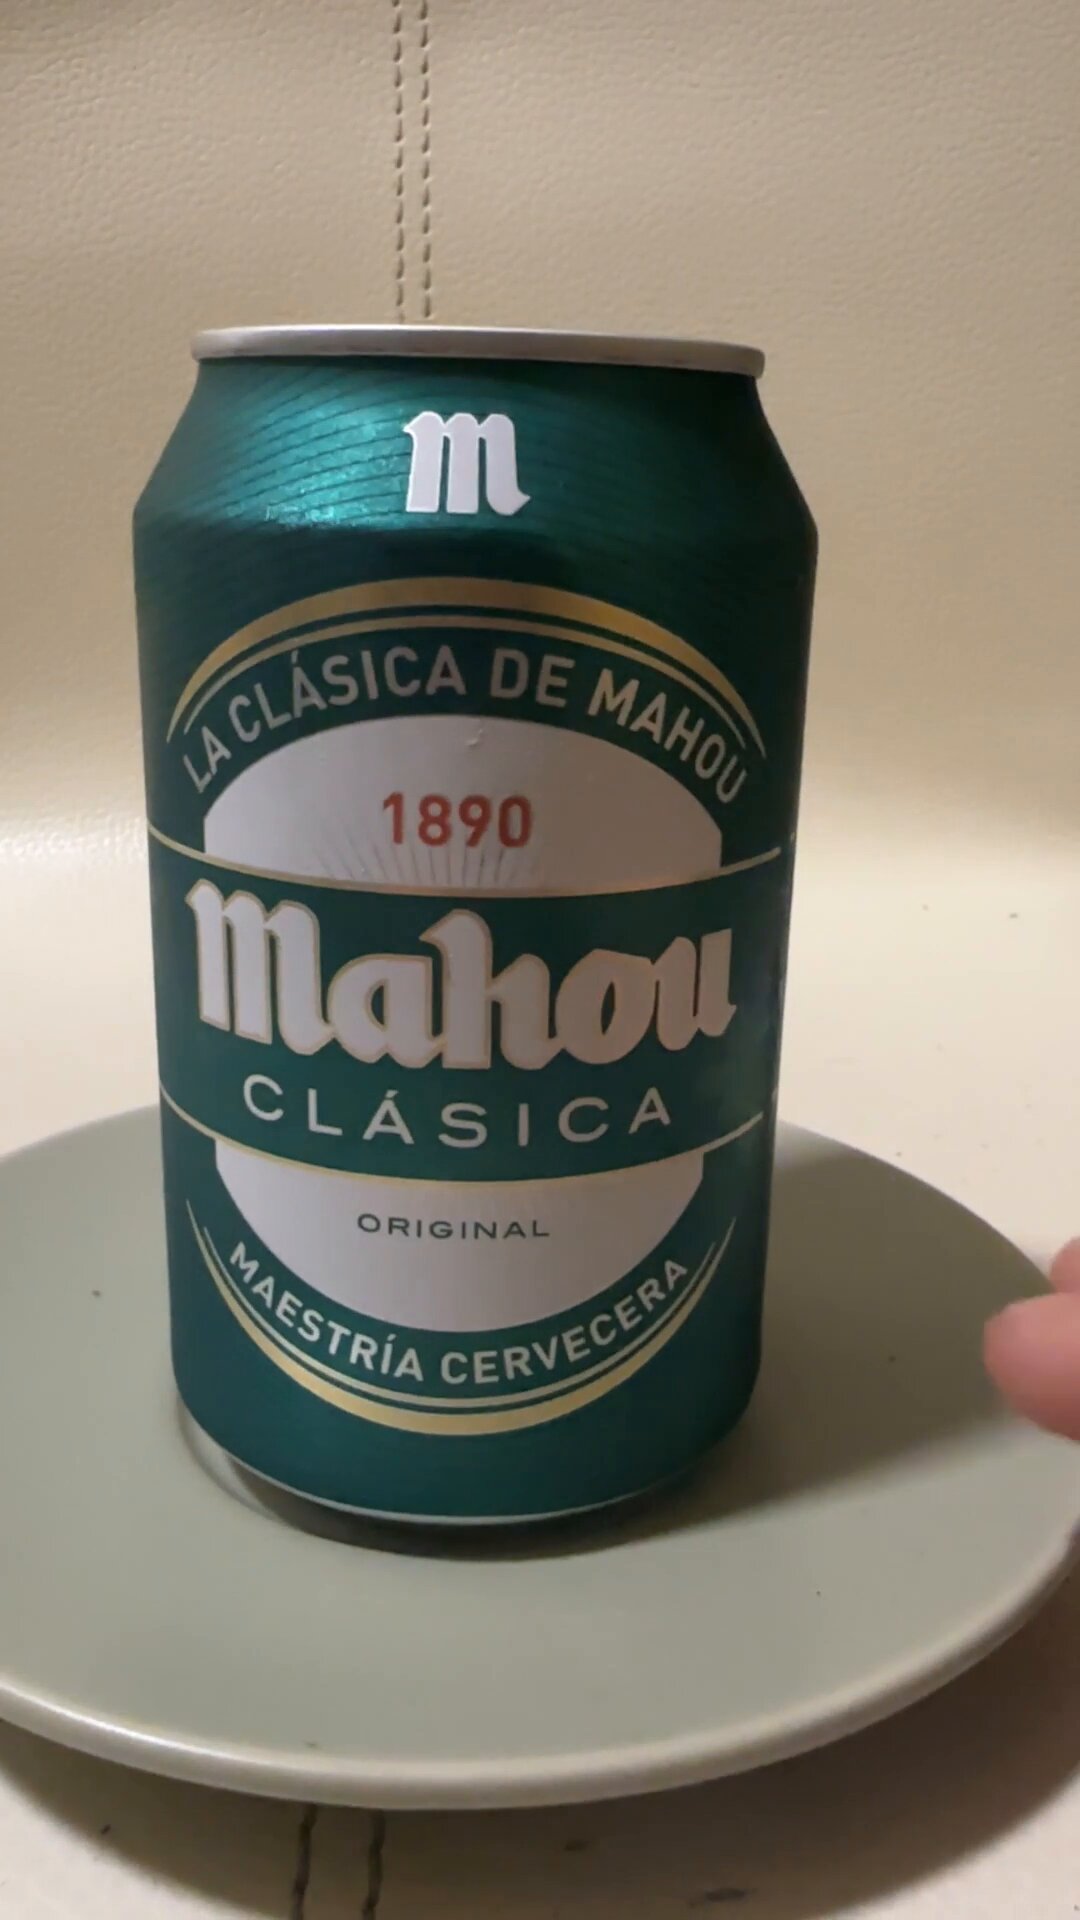 m
LA CLÁSICA DE MAHOU
1890
Mahou
CLÁSICA
ORIGINAL
MAESTRÍA CERVECERA